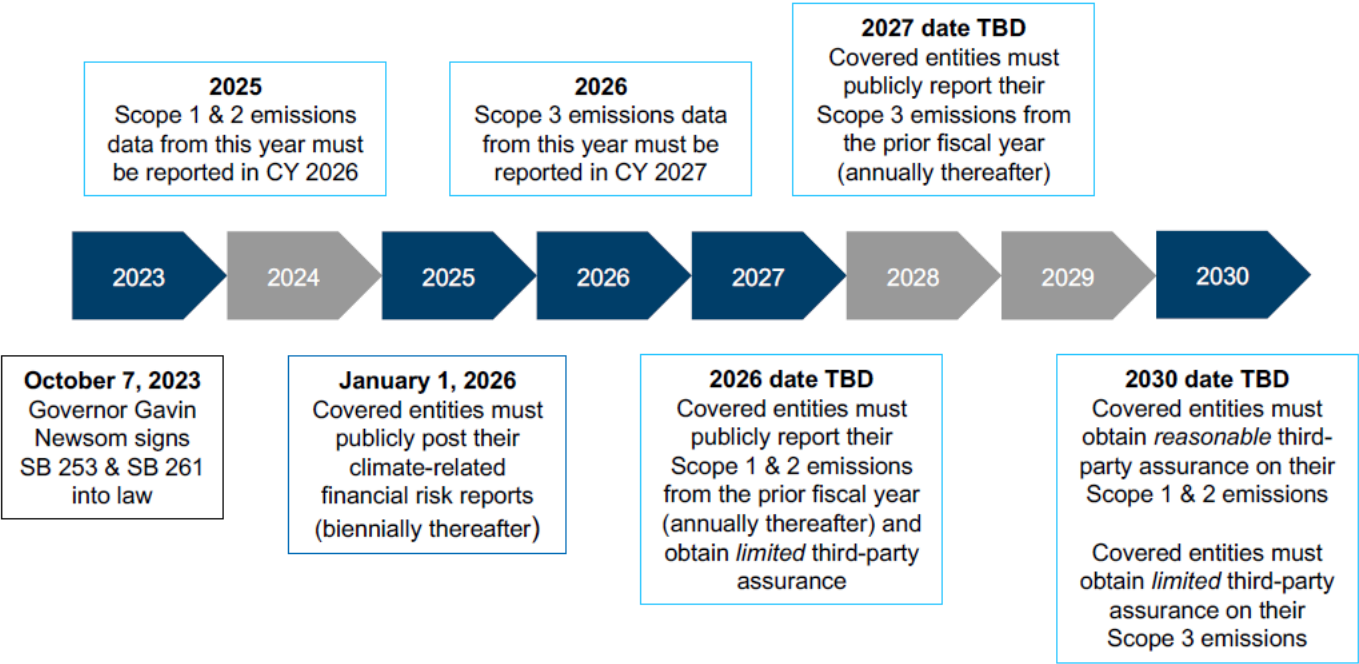 2025
Scope 1 & 2 emissions
data from this year must
be reported in CY 2026
2026
Scope 3 emissions data
from this year must be
reported in CY 2027
2027 date TBD
Covered entities must
publicly report their
Scope 3 emissions from
the prior fiscal year
(annually thereafter)
2023
2024
2025
2026
2027
2028
2029
2030
October 7, 2023
Governor Gavin
Newsom signs
SB 253 & SB 261
into law
January 1, 2026
Covered entities must
publicly post their
climate-related
financial risk reports
(biennially thereafter)
2026 date TBD
Covered entities must
publicly report their
Scope 1 & 2 emissions
from the prior fiscal year
(annually thereafter) and
obtain limited third-party
assurance
2030 date TBD
Covered entities must
obtain reasonable third-
party assurance on their
Scope 1 & 2 emissions
Covered entities must
obtain limited third-party
assurance on their
Scope 3 emissions